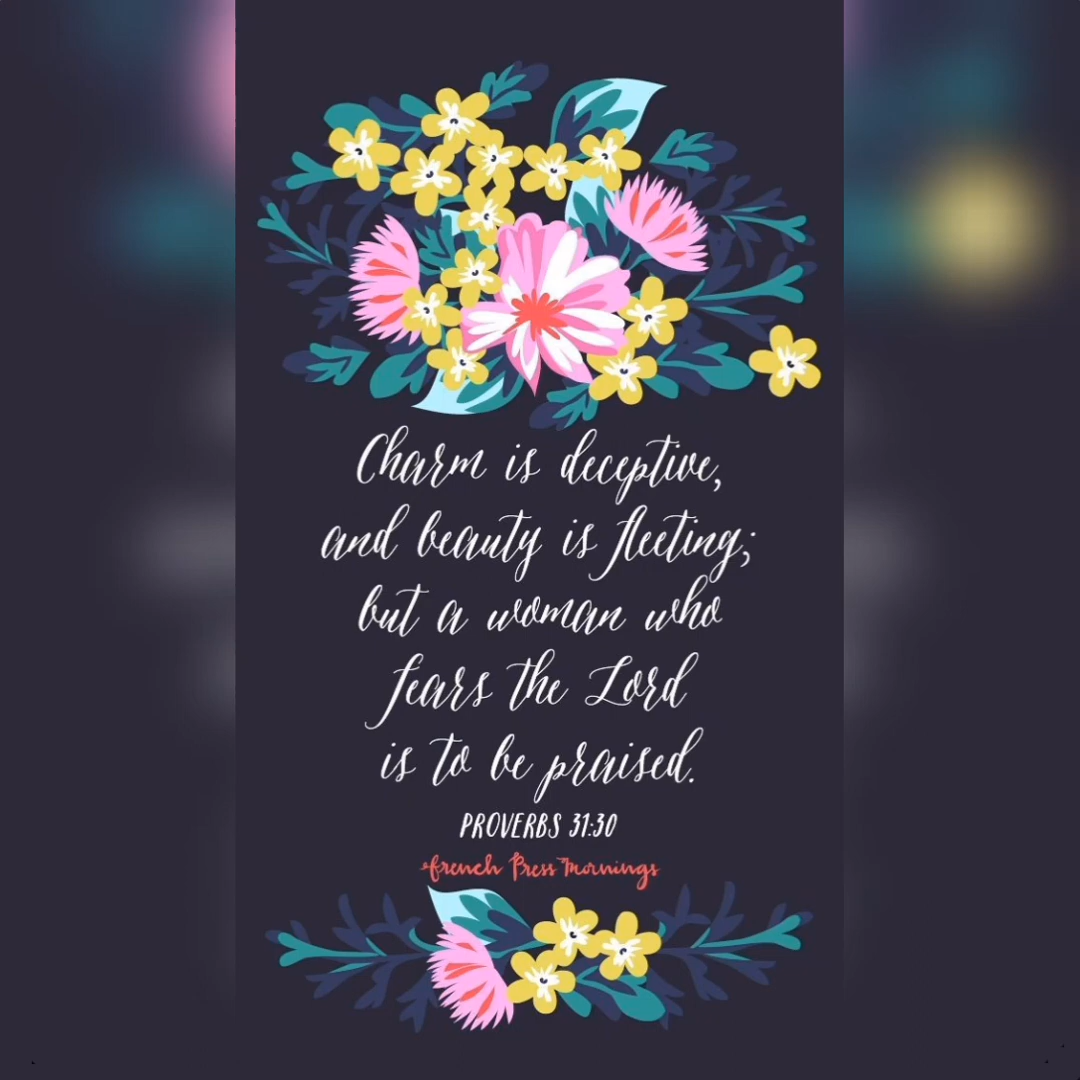 Charm is deceptive,
and beauty is fleeting;
but a woman who
fears the Lord
is to be praised.
PROVERBS 31:30
French Press Mornings